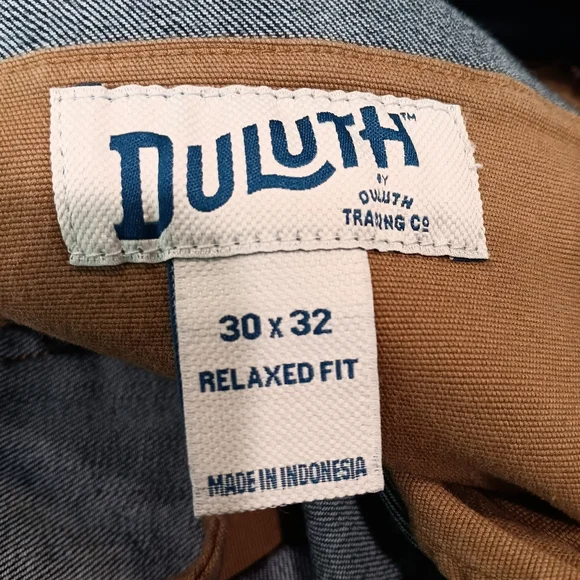 DULUTH™
BY
DULUTH
TRADING Cº
30 x 32
RELAXED FIT
MADE IN INDONESIA